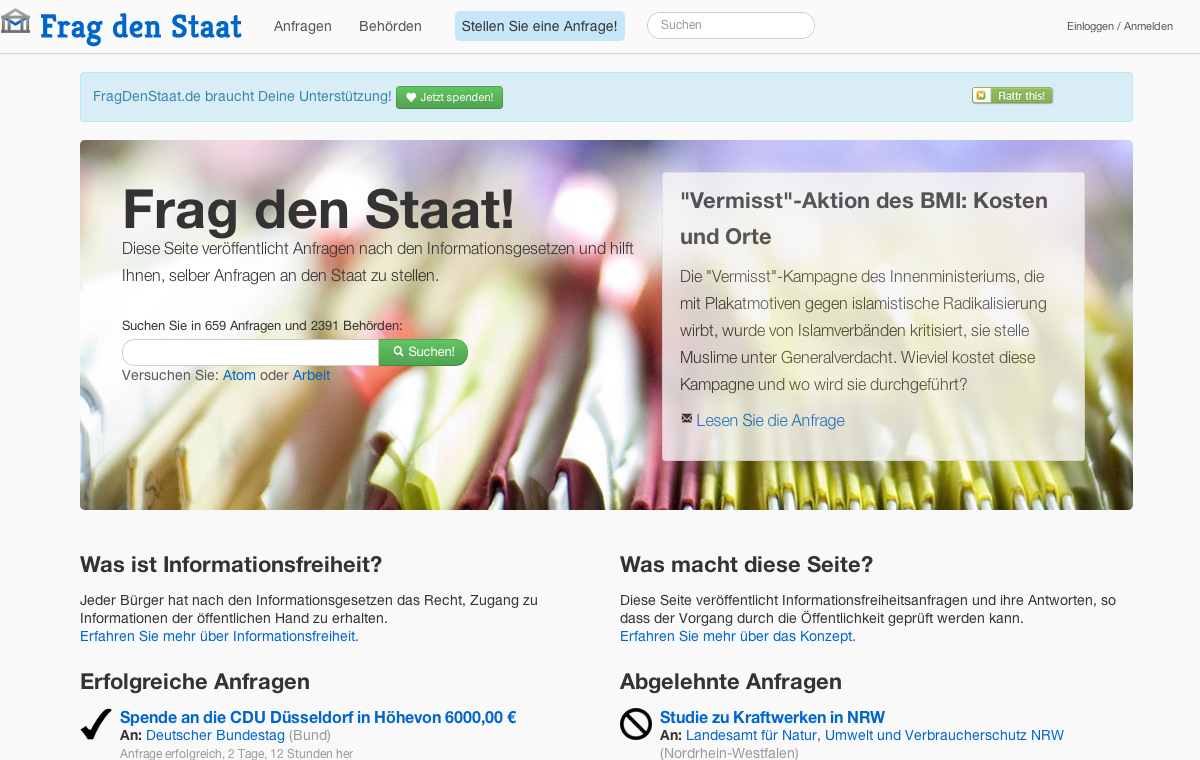 Frag den Staat
Anfragen
Behörden
Stellen Sie eine Anfrage!
Suchen
Einloggen / Anmelden
FragDenStaat.de braucht Deine Unterstützung!
Jetzt spenden!
Flattr this!
Frag den Staat!
Diese Seite veröffentlicht Anfragen nach den Informationsgesetzen und hilft
Ihnen, selber Anfragen an den Staat zu stellen.
Suchen Sie in 659 Anfragen und 2391 Behörden:
Suchen!
Versuchen Sie: Atom oder Arbeit
"Vermisst"-Aktion des BMI: Kosten
und Orte
Die "Vermisst"-Kampagne des Innenministeriums, die
mit Plakatmotiven gegen islamistische Radikalisierung
wirbt, wurde von Islamverbänden kritisiert, sie stelle
Muslime unter Generalverdacht. Wieviel kostet diese
Kampagne und wo wird sie durchgeführt?
Lesen Sie die Anfrage
Was ist Informationsfreiheit?
Jeder Bürger hat nach den Informationsgesetzen das Recht, Zugang zu
Informationen der öffentlichen Hand zu erhalten.
Erfahren Sie mehr über Informationsfreiheit.
Was macht diese Seite?
Diese Seite veröffentlicht Informationsfreiheitsanfragen und ihre Antworten, so
dass der Vorgang durch die Öffentlichkeit geprüft werden kann.
Erfahren Sie mehr über das Konzept.
Erfolgreiche Anfragen
Spende an die CDU Düsseldorf in Höhevon 6000,00 €
An: Deutscher Bundestag (Bund)
Anfrage erfolgreich, 2 Tage, 12 Stunden her
Abgelehnte Anfragen
Studie zu Kraftwerken in NRW
An: Landesamt für Natur, Umwelt und Verbraucherschutz NRW
(Nordrhein-Westfalen)